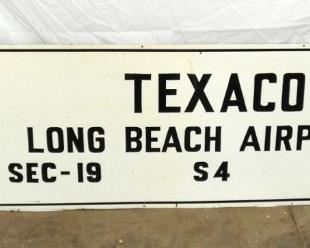 TEXACO
LONG BEACH AIRP
SEC-19 S4